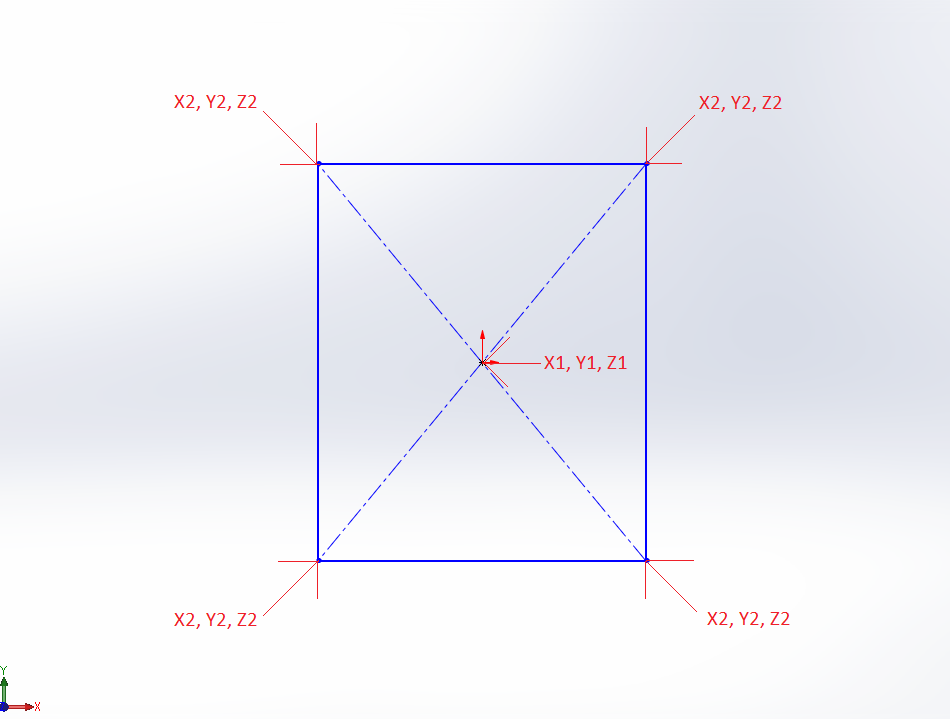 X2, Y2, Z2
X2, Y2, Z2
X1, Y1, Z1
X2, Y2, Z2
X2, Y2, Z2
Y
X